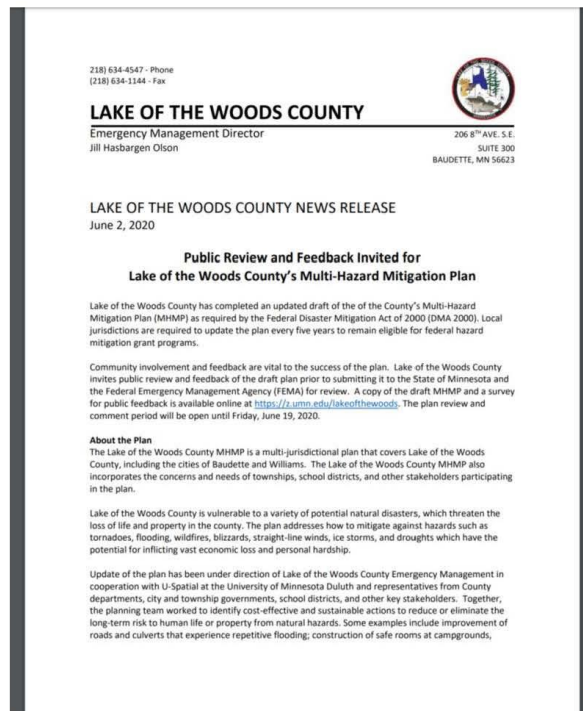 218) 634-4547 - Phone
(218) 634-1144 - Fax
LAKE OF THE WOODS COUNTY
Emergency Management Director
Jill Hasbargen Olson
206 8TH AVE. S.E.
SUITE 300
BAUDETTE, MN 56623
LAKE OF THE WOODS COUNTY NEWS RELEASE
June 2, 2020
Public Review and Feedback Invited for
Lake of the Woods County's Multi-Hazard Mitigation Plan
Lake of the Woods County has completed an updated draft of the of the County's Multi-Hazard
Mitigation Plan (MHMP) as required by the Federal Disaster Mitigation Act of 2000 (DMA 2000). Local
jurisdictions are required to update the plan every five years to remain eligible for federal hazard
mitigation grant programs.
Community involvement and feedback are vital to the success of the plan. Lake of the Woods County
invites public review and feedback of the draft plan prior to submitting it to the State of Minnesota and
the Federal Emergency Management Agency (FEMA) for review. A copy of the draft MHMP and a survey
for public feedback is available online at https://z.umn.edu/lakeofthewoods. The plan review and
comment period will be open until Friday, June 19, 2020.
About the Plan
The Lake of the Woods County MHMP is a multi-jurisdictional plan that covers Lake of the Woods
County, including the cities of Baudette and Williams. The Lake of the Woods County MHMP also
incorporates the concerns and needs of townships, school districts, and other stakeholders participating
in the plan.
Lake of the Woods County is vulnerable to a variety of potential natural disasters, which threaten the
loss of life and property in the county. The plan addresses how to mitigate against hazards such as
tornadoes, flooding, wildfires, blizzards, straight-line winds, ice storms, and droughts which have the
potential for inflicting vast economic loss and personal hardship.
Update of the plan has been under direction of Lake of the Woods County Emergency Management in
cooperation with U-Spatial at the University of Minnesota Duluth and representatives from County
departments, city and township governments, school districts, and other key stakeholders. Together,
the planning team worked to identify cost-effective and sustainable actions to reduce or eliminate the
long-term risk to human life or property from natural hazards. Some examples include improvement of
roads and culverts that experience repetitive flooding; construction of safe rooms at campgrounds,